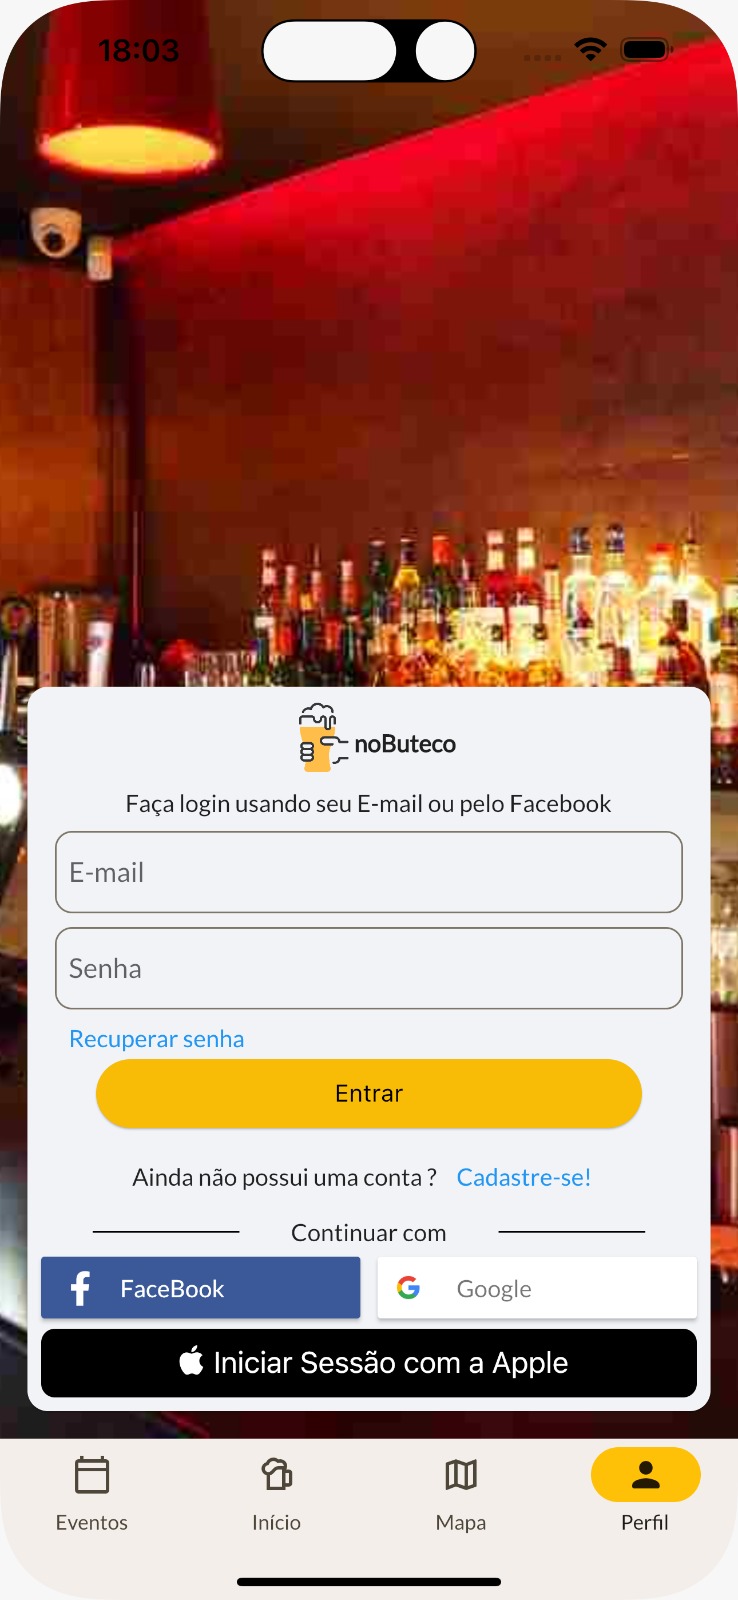 18:03
noButeco
Faça login usando seu E-mail ou pelo Facebook
E-mail
Senha
Recuperar senha
Entrar
Ainda não possui uma conta ? Cadastre-se!
Continuar com
FaceBook
Google
Iniciar Sessão com a Apple
Eventos
Início
Mapa
Perfil